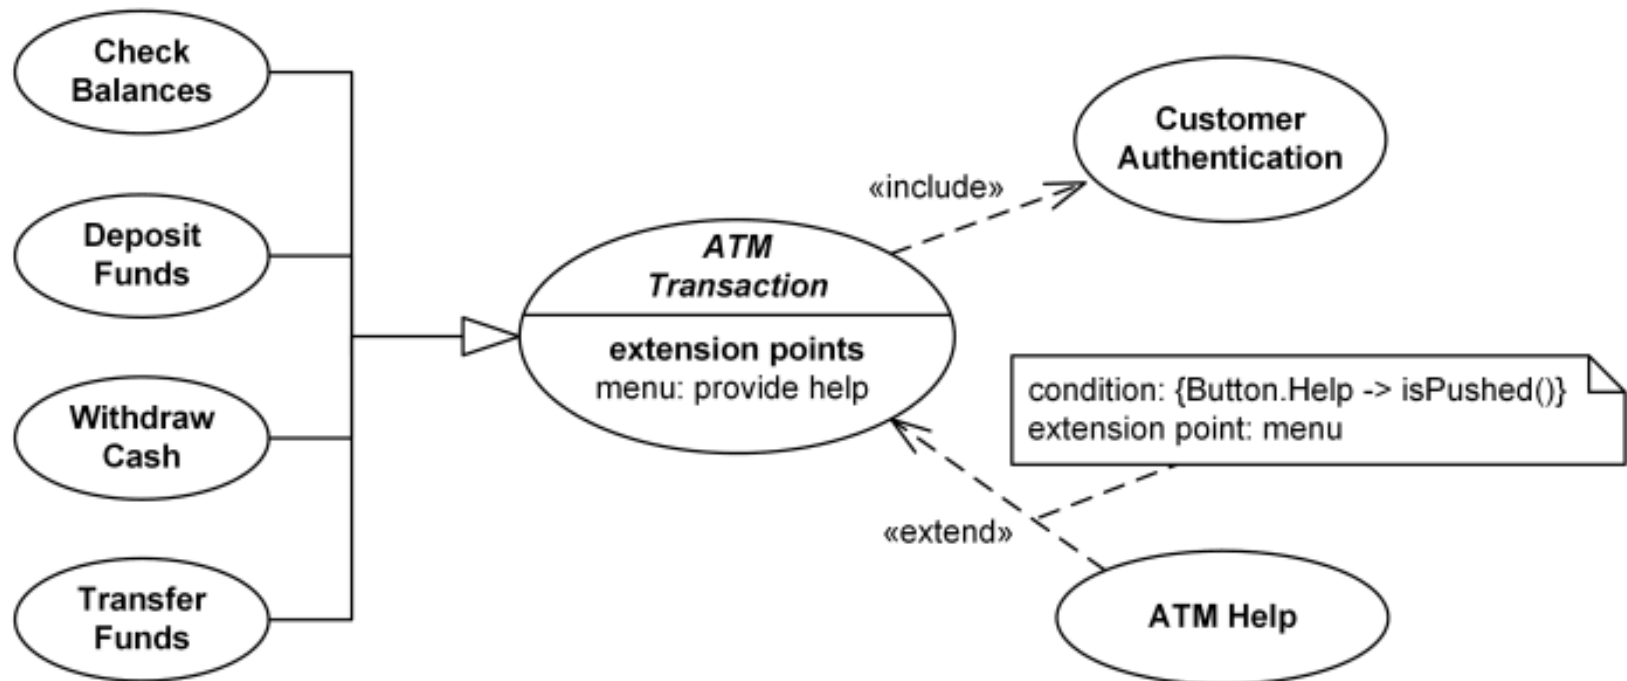 Check
Balances
Deposit
Funds
Withdraw
Cash
Transfer
Funds
ATM
Transaction
extension points
menu: provide help
«include»
Customer
Authentication
condition: {Button.Help -> isPushed()}
extension point: menu
«extend»
ATM Help